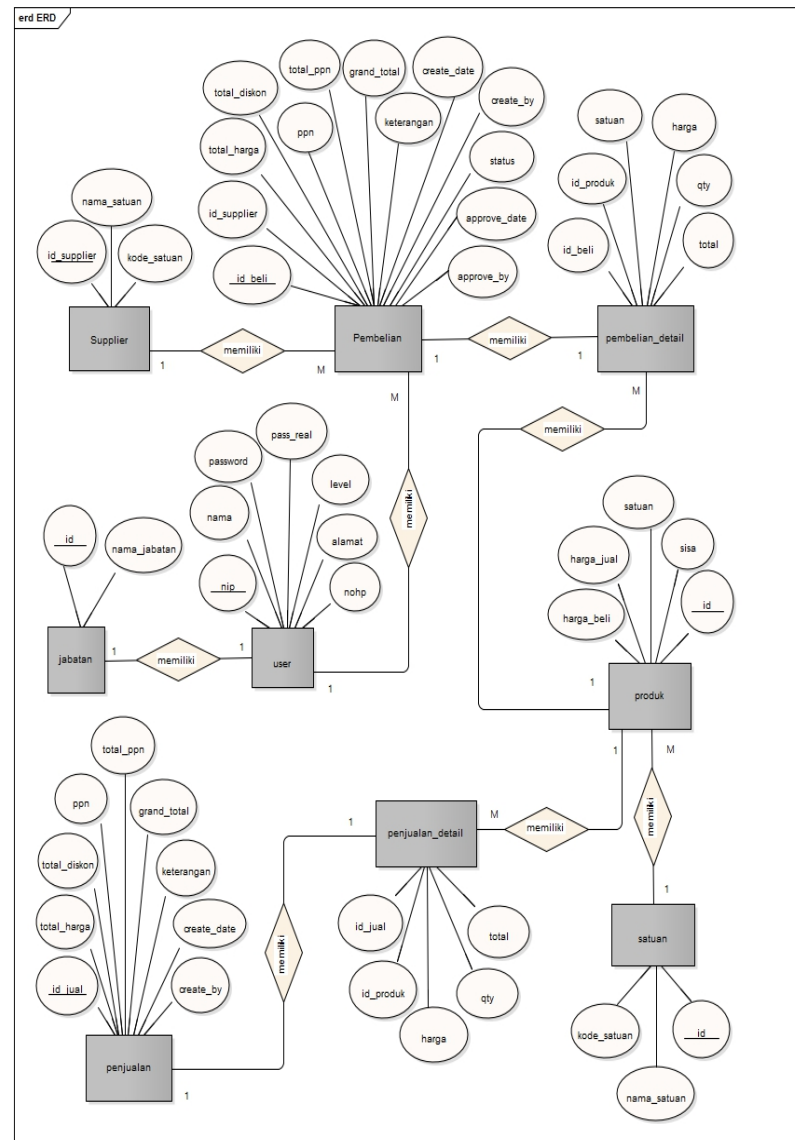 erd ERD
total_ppn
grand_total
create_date
total_diskon
create_by
ppn
keterangan
total_harga
status
id_supplier
approve_date
id_beli
approve_by
satuan
harga
id_produk
qty
id_beli
total
nama_satuan
id_supplier
kode_satuan
Supplier
memiliki
Pembelian
memiliki
pembelian_detail
1
M
1
1
M
M
memiliki
pass_real
password
level
nama
alamat
nip
nohp
memiliki
id
nama_jabatan
jabatan
1
memiliki
1
user
1
satuan
harga_jual
sisa
harga_beli
id
1
produk
1
M
total_ppn
ppn
grand_total
total_diskon
keterangan
total_harga
create_date
id_jual
create_by
penjualan
1
memiliki
1
penjualan_detail
M
memiliki
memiliki
id_jual
total
id_produk
qty
harga
1
satuan
kode_satuan
id
nama_satuan